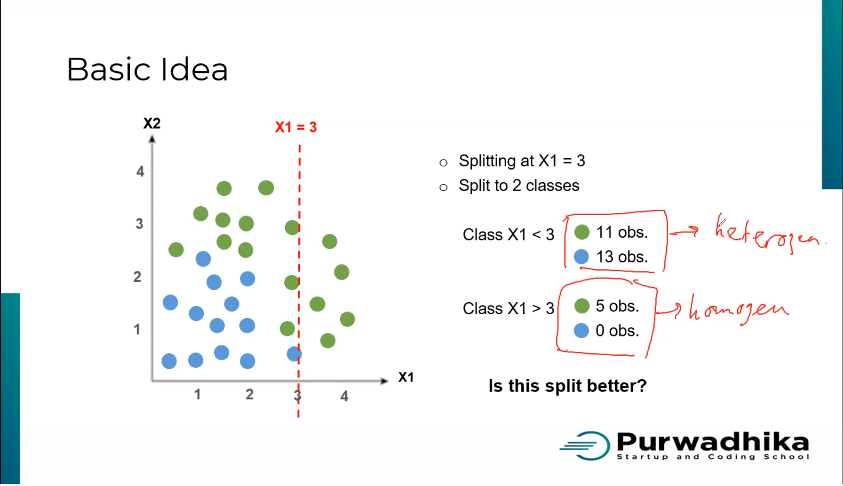 Basic Idea
X2
X1 = 3
4
3
2
1
1
2
3
4
X1
o Splitting at X1 = 3
o Split to 2 classes
Class X1 < 3
11 obs.
13 obs.
heterogen
Class X1 > 3
5 obs.
0 obs.
homogen
Is this split better?
Purwadhika
Startup and Coding School